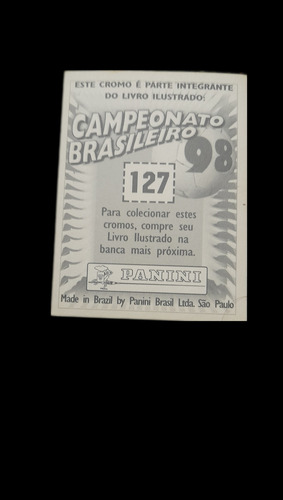 ESTE CROMO É PARTE INTEGRANTE
DO LIVRO ILUSTRADO:
CAMPEONATO
BRASILEIRO 98
127
Para colecionar estes
cromos, compre seu
Livro Ilustrado na
banca mais próxima.
PANINI
Made in Brazil by Panini Brasil Ltda. São Paulo